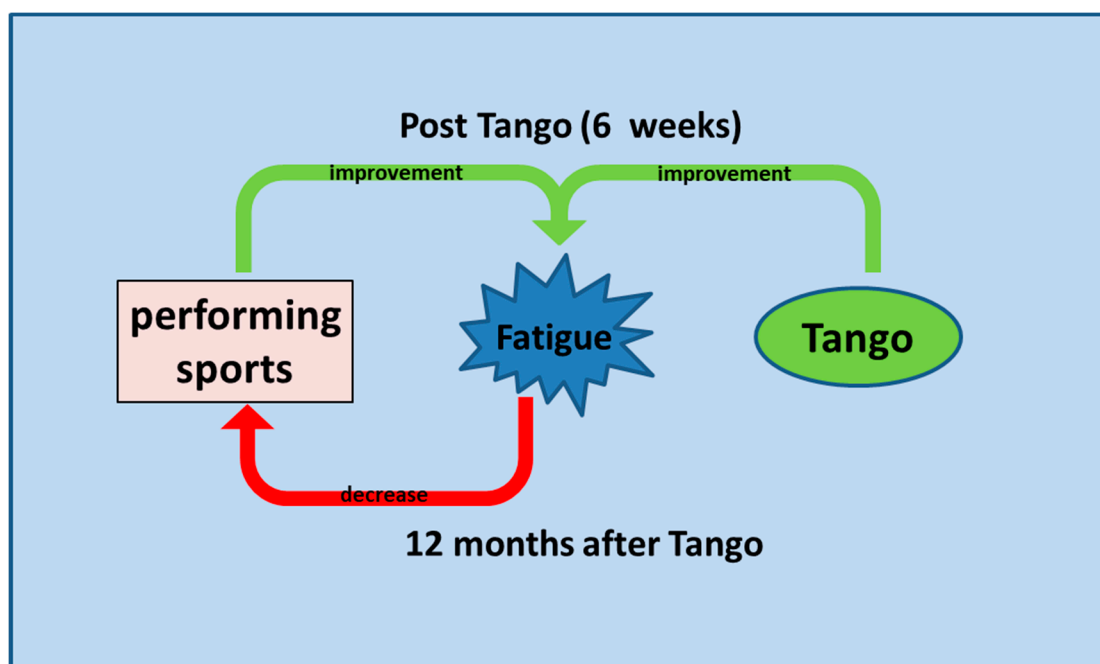 Post Tango (6 weeks)
improvement
improvement
performing
sports
Fatigue
Tango
decrease
12 months after Tango